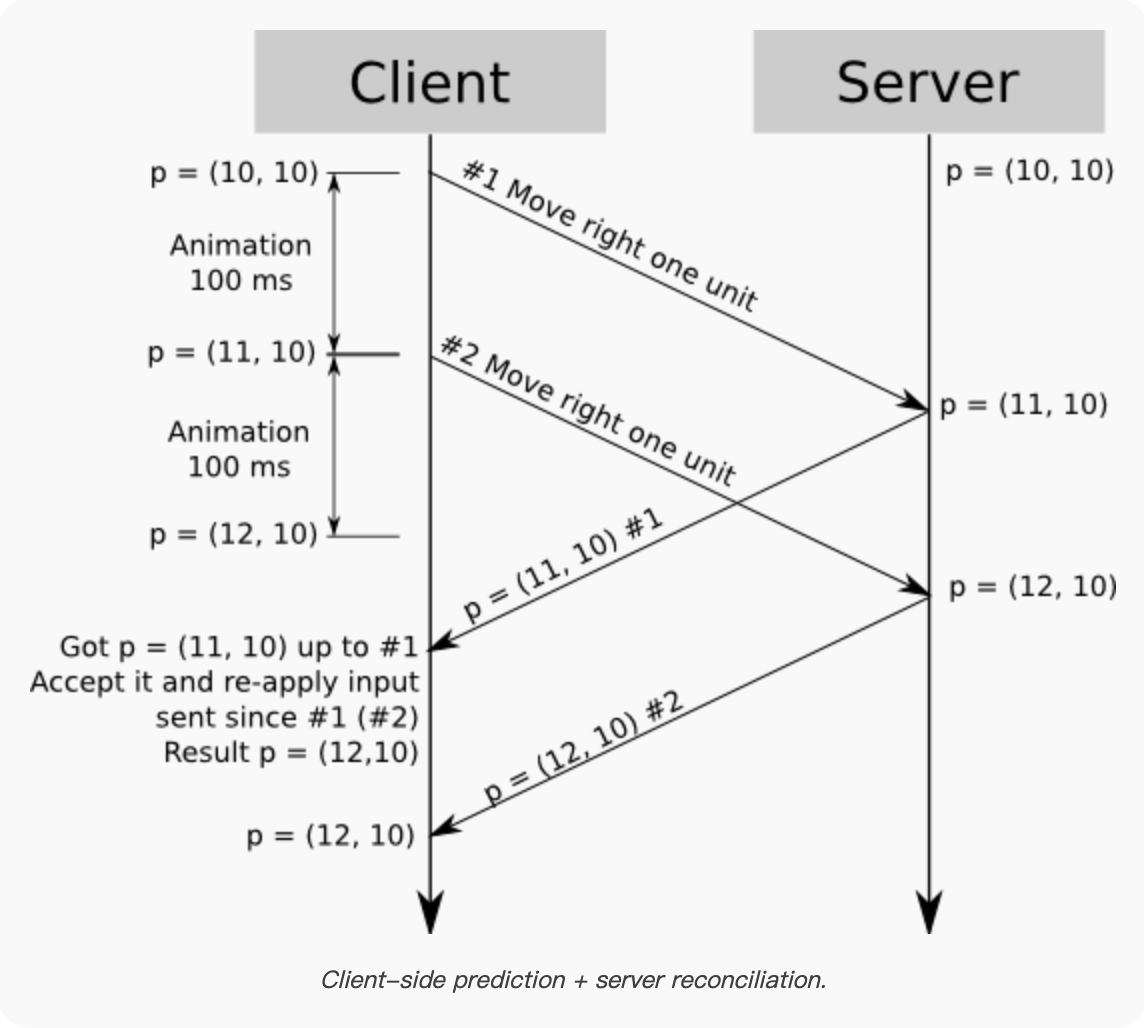 Client
Server
p = (10, 10)
#1 Move right one unit
p = (10, 10)
Animation
100 ms
p = (11, 10)
#2 Move right one unit
p = (11, 10)
Animation
100 ms
p = (12, 10)
p = (11, 10) #1
p = (12, 10)
Got p = (11, 10) up to #1
Accept it and re-apply input
sent since #1 (#2)
Result p = (12,10)
p = (12, 10) #2
p = (12, 10)
Client–side prediction + server reconciliation.